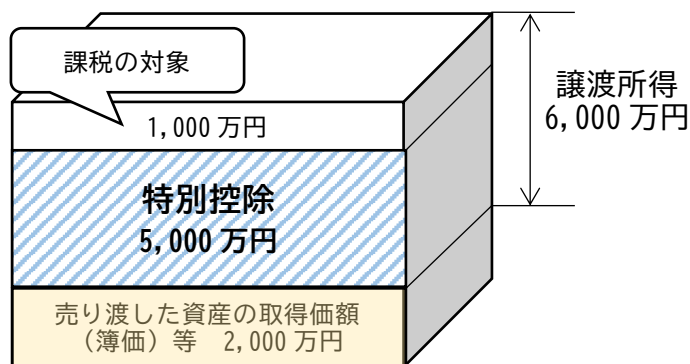 課税の対象
1,000 万円
特別控除
5,000 万円
売り渡した資産の取得価額
（簿価）等　2,000 万円
譲渡所得
6,000 万円